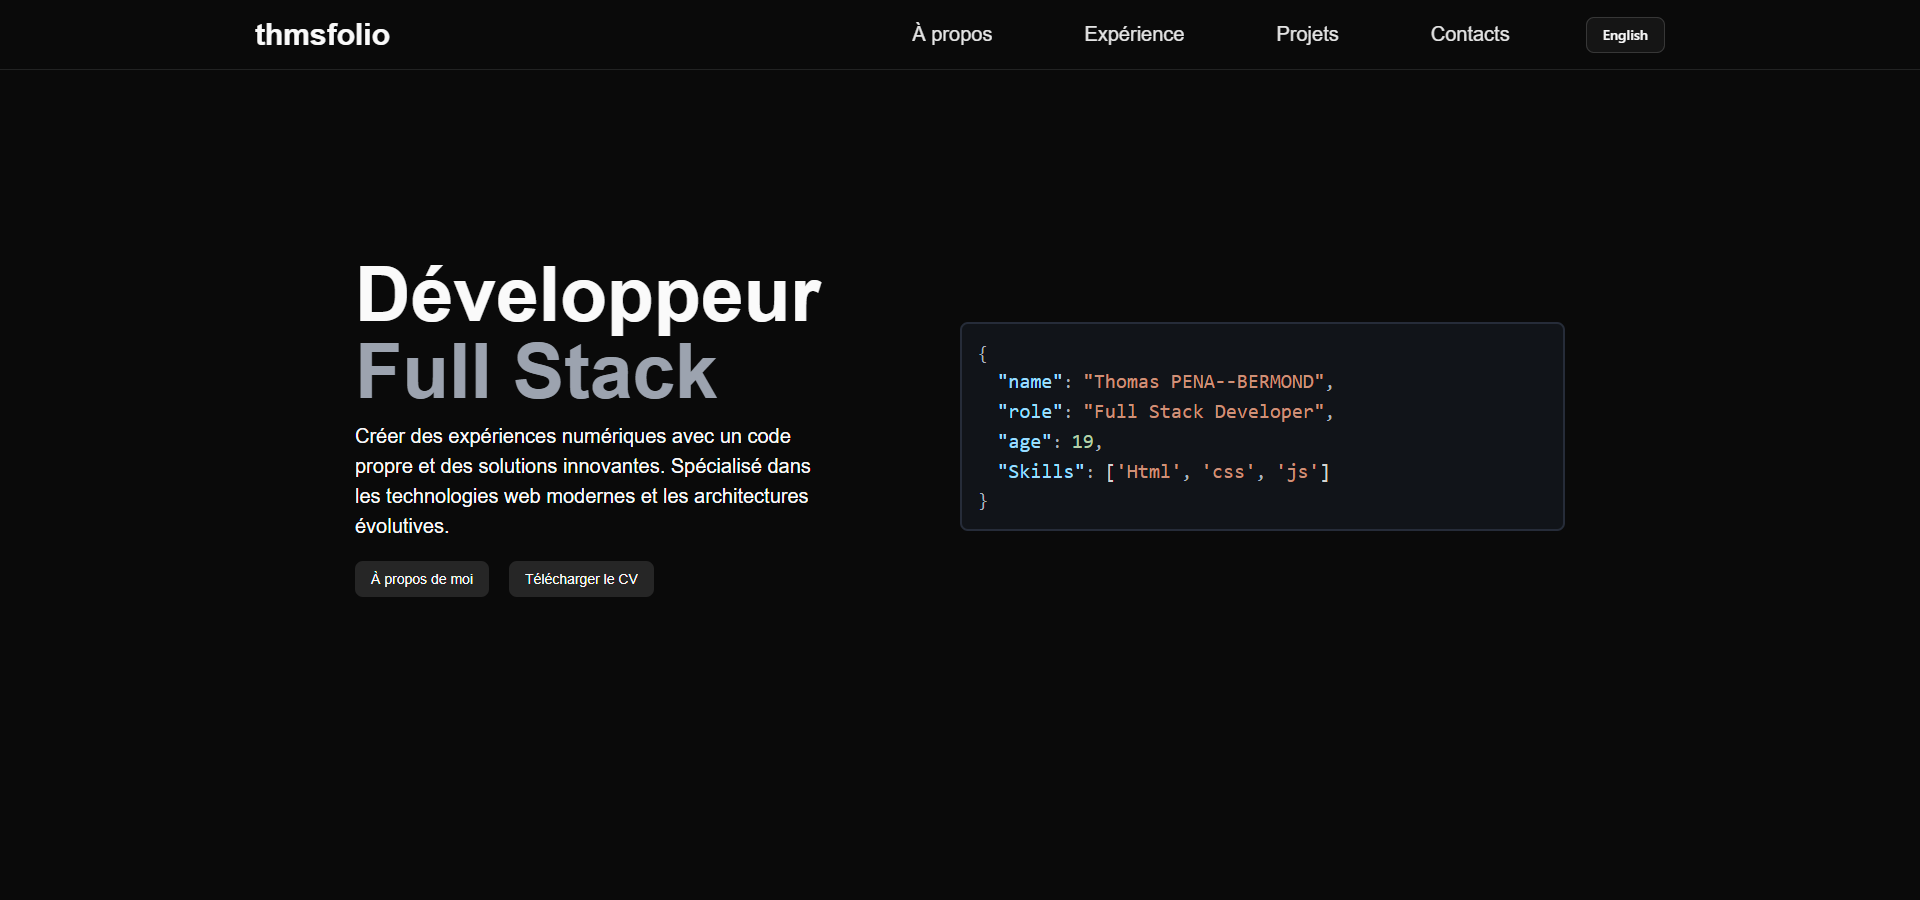 thmsfolio
À propos
Expérience
Projets
Contacts
English
Développeur
Full Stack
Créer des expériences numériques avec un code
propre et des solutions innovantes. Spécialisé dans
les technologies web modernes et les architectures
évolutives.
À propos de moi
Télécharger le CV
{
"name": "Thomas PENA--BERMOND",
"role": "Full Stack Developer",
"age": 19,
"Skills": ['Html', 'css', 'js']
}